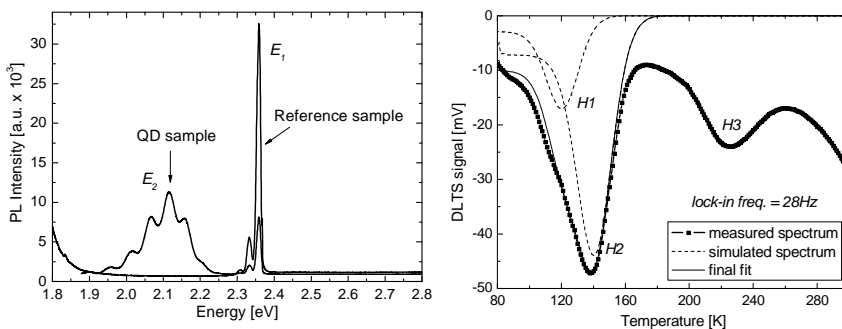 PL Intensity [a.u. x 10³]
30
25
20
15
10
5
0
E₁
Reference sample
QD sample
E₂
1.8 1.9 2.0 2.1 2.2 2.3 2.4 2.5 2.6 2.7 2.8
Energy [eV]
DLTS signal [mV]
0
-10
-20
-30
-40
-50
H1
H2
H3
lock-in freq. = 28Hz
measured spectrum
simulated spectrum
final fit
80 120 160 200 240 280
Temperature [K]